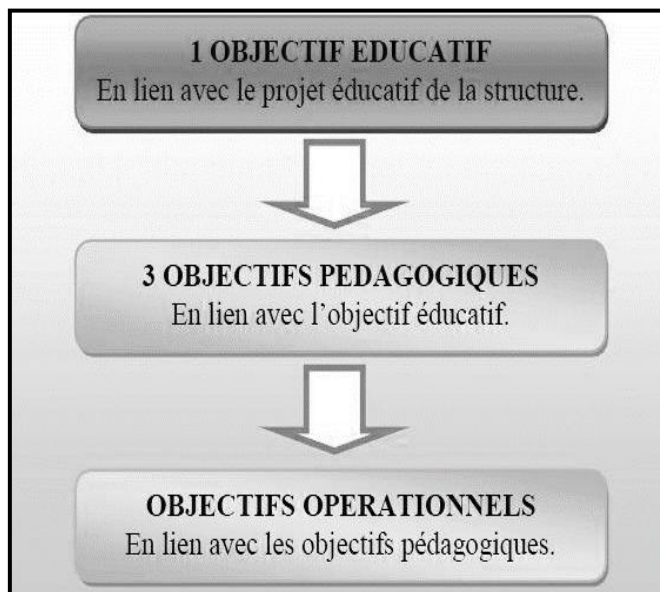 1 OBJECTIF EDUCATIF
En lien avec le projet éducatif de la structure.
3 OBJECTIFS PEDAGOGIQUES
En lien avec l’objectif éducatif.
OBJECTIFS OPERATIONNELS
En lien avec les objectifs pédagogiques.